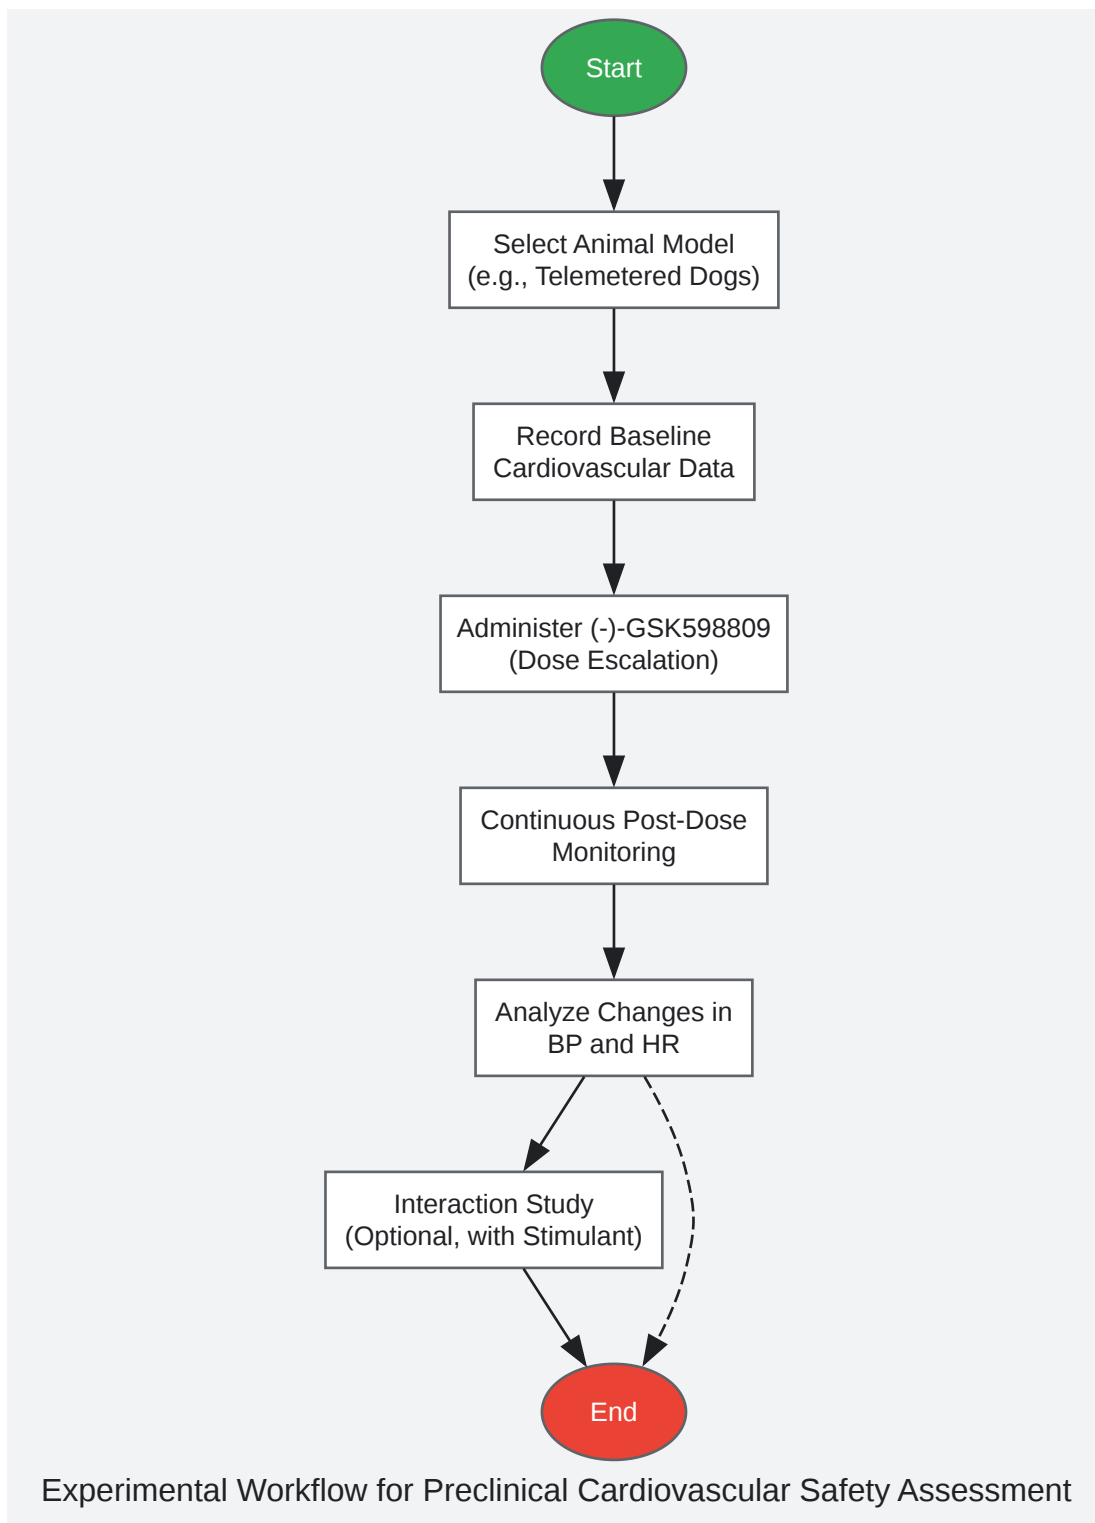 Start
Select Animal Model
(e.g., Telemetered Dogs)
Record Baseline
Cardiovascular Data
Administer (-)-GSK598809
(Dose Escalation)
Continuous Post-Dose
Monitoring
Analyze Changes in
BP and HR
Interaction Study
(Optional, with Stimulant)
End
Experimental Workflow for Preclinical Cardiovascular Safety Assessment